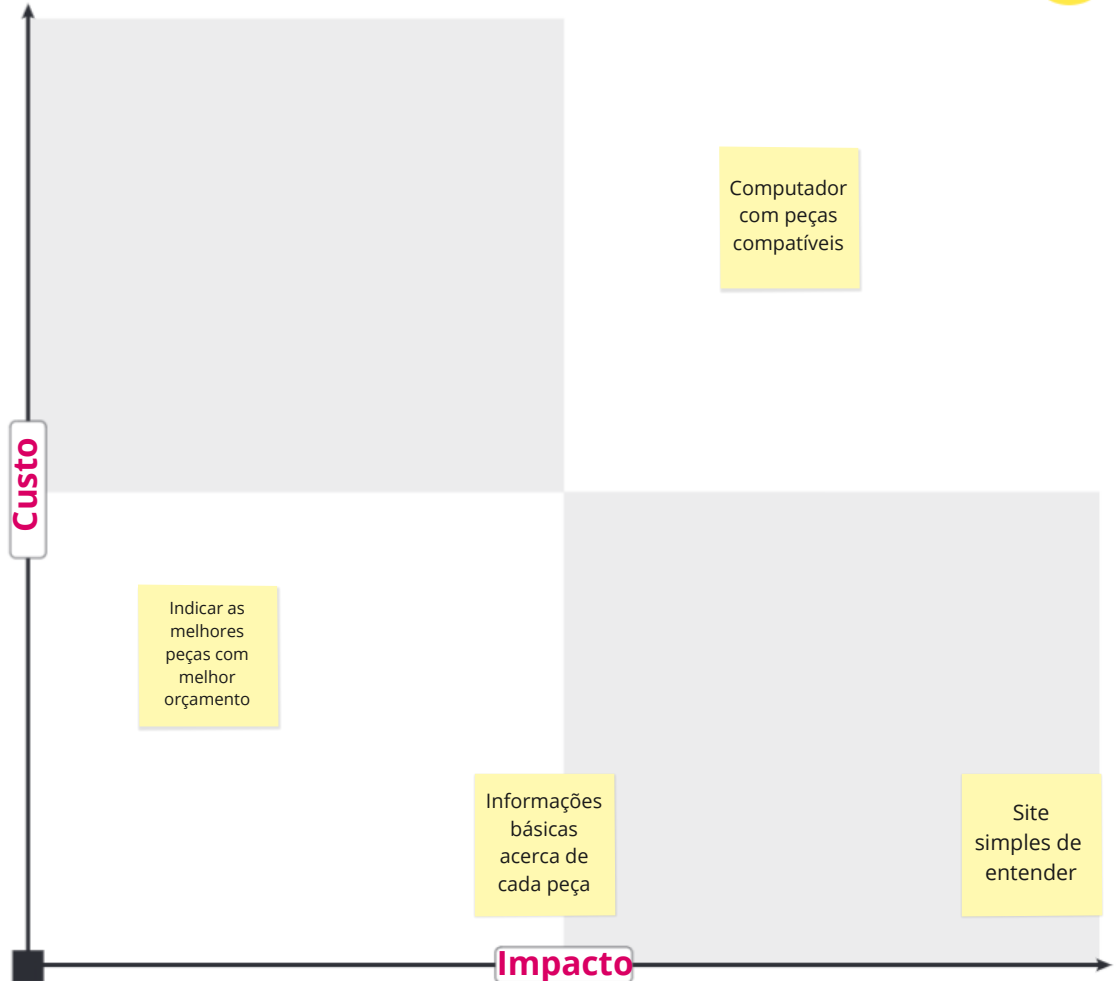 Computador
com peças
compatíveis
Custo
Indicar as
melhores
peças com
melhor
orçamento
Informações
básicas
acerca de
cada peça
Site
simples de
entender
Impacto